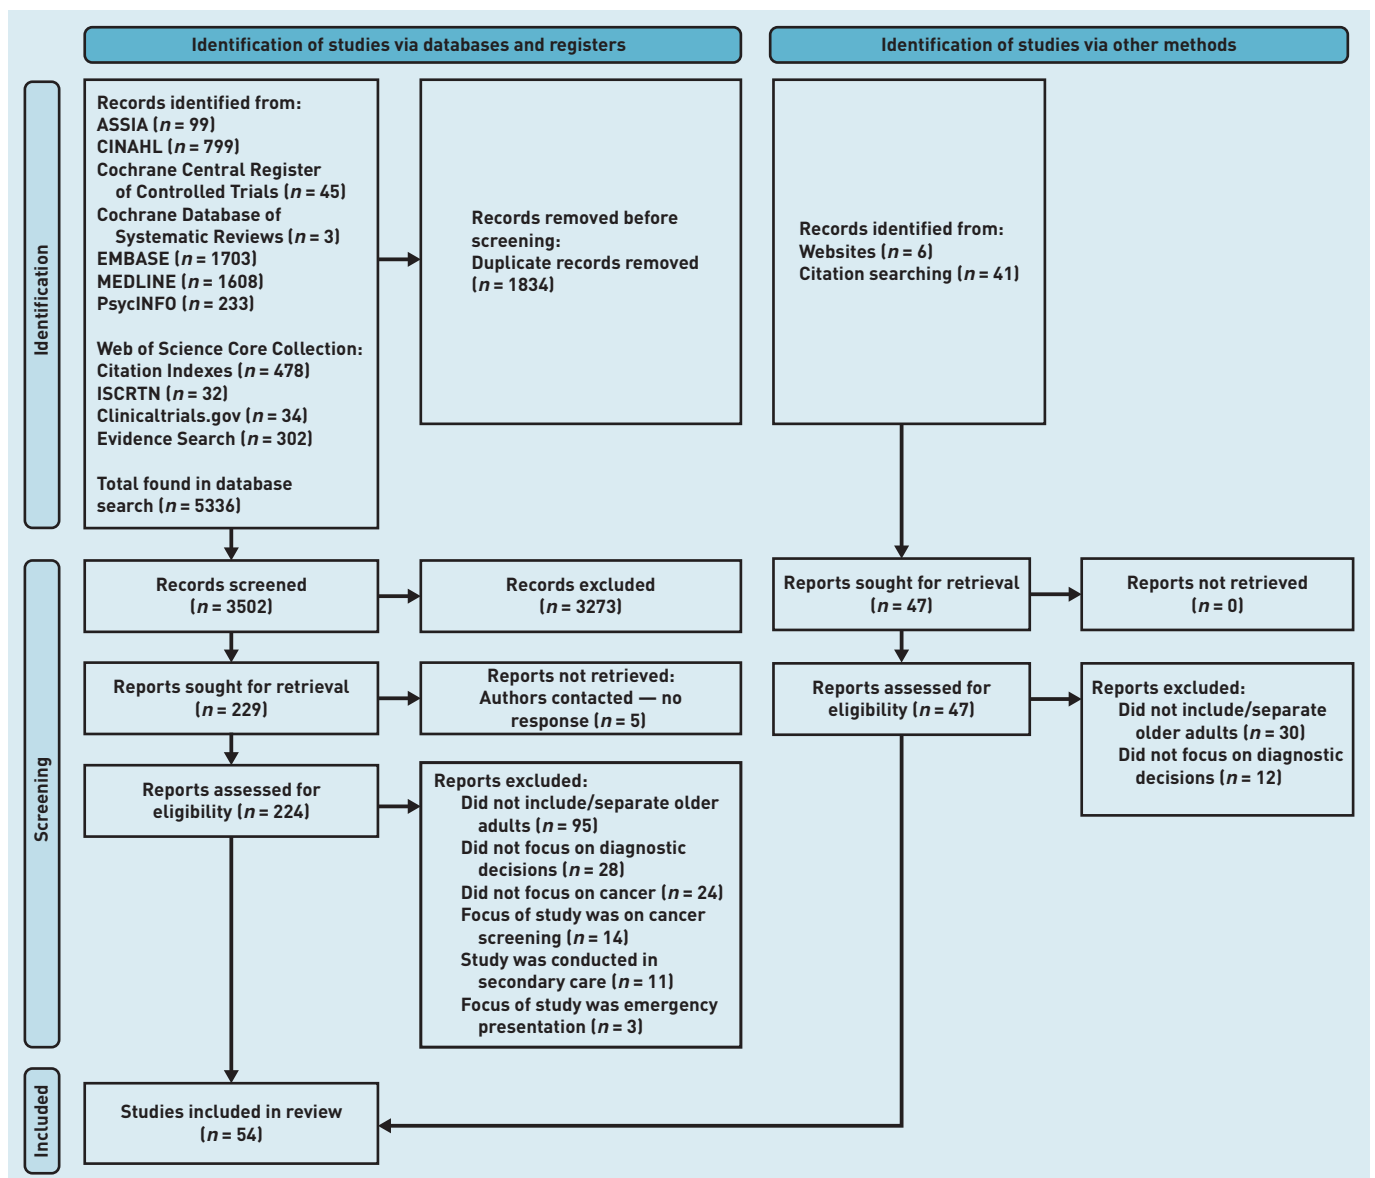 Identification of studies via databases and registers
Identification of studies via other methods
Identification
Records identified from:
ASSIA (n = 99)
CINAHL (n = 799)
Cochrane Central Register
of Controlled Trials (n = 45)
Cochrane Database of
Systematic Reviews (n = 3)
EMBASE (n = 1703)
MEDLINE (n = 1608)
PsycINFO (n = 233)
Web of Science Core Collection:
Citation Indexes (n = 478)
ISCRTN (n = 32)
Clinicaltrials.gov (n = 34)
Evidence Search (n = 302)
Total found in database
search (n = 5336)
Records removed before
screening:
Duplicate records removed
(n = 1834)
Records identified from:
Websites (n = 6)
Citation searching (n = 41)
Screening
Records screened
(n = 3502)
Records excluded
(n = 3273)
Reports sought for retrieval
(n = 47)
Reports not retrieved
(n = 0)
Reports sought for retrieval
(n = 229)
Reports not retrieved:
Authors contacted — no
response (n = 5)
Reports assessed for
eligibility (n = 47)
Reports excluded:
Did not include/separate
older adults (n = 30)
Did not focus on diagnostic
decisions (n = 12)
Reports assessed for
eligibility (n = 224)
Reports excluded:
Did not include/separate older
adults (n = 95)
Did not focus on diagnostic
decisions (n = 28)
Did not focus on cancer (n = 24)
Focus of study was on cancer
screening (n = 14)
Study was conducted in
secondary care (n = 11)
Focus of study was emergency
presentation (n = 3)
Included
Studies included in review
(n = 54)